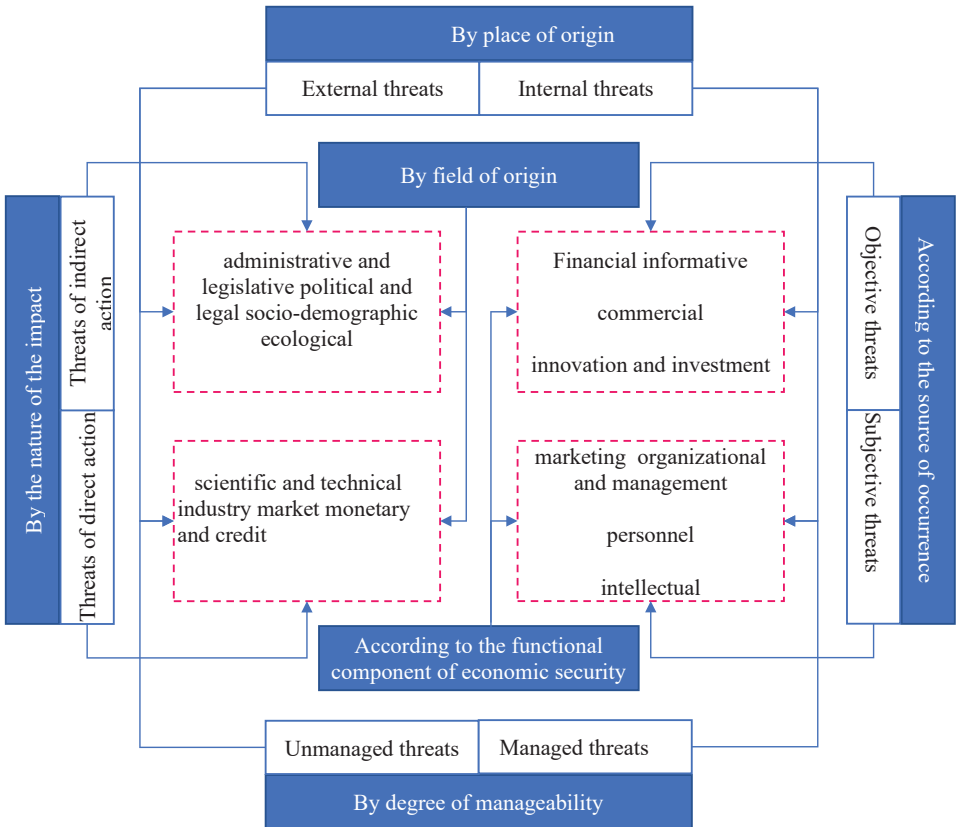 By place of origin
External threats
Internal threats
By field of origin
By the nature of the impact
Threats of indirect
action
Threats of direct action
administrative and
legislative political and
legal socio-demographic
ecological
Financial informative
commercial
innovation and investment
Objective threats
Subjective threats
According to the source of occurrence
scientific and technical
industry market monetary
and credit
marketing organizational
and management
personnel
intellectual
According to the functional
component of economic security
Unmanaged threats
Managed threats
By degree of manageability